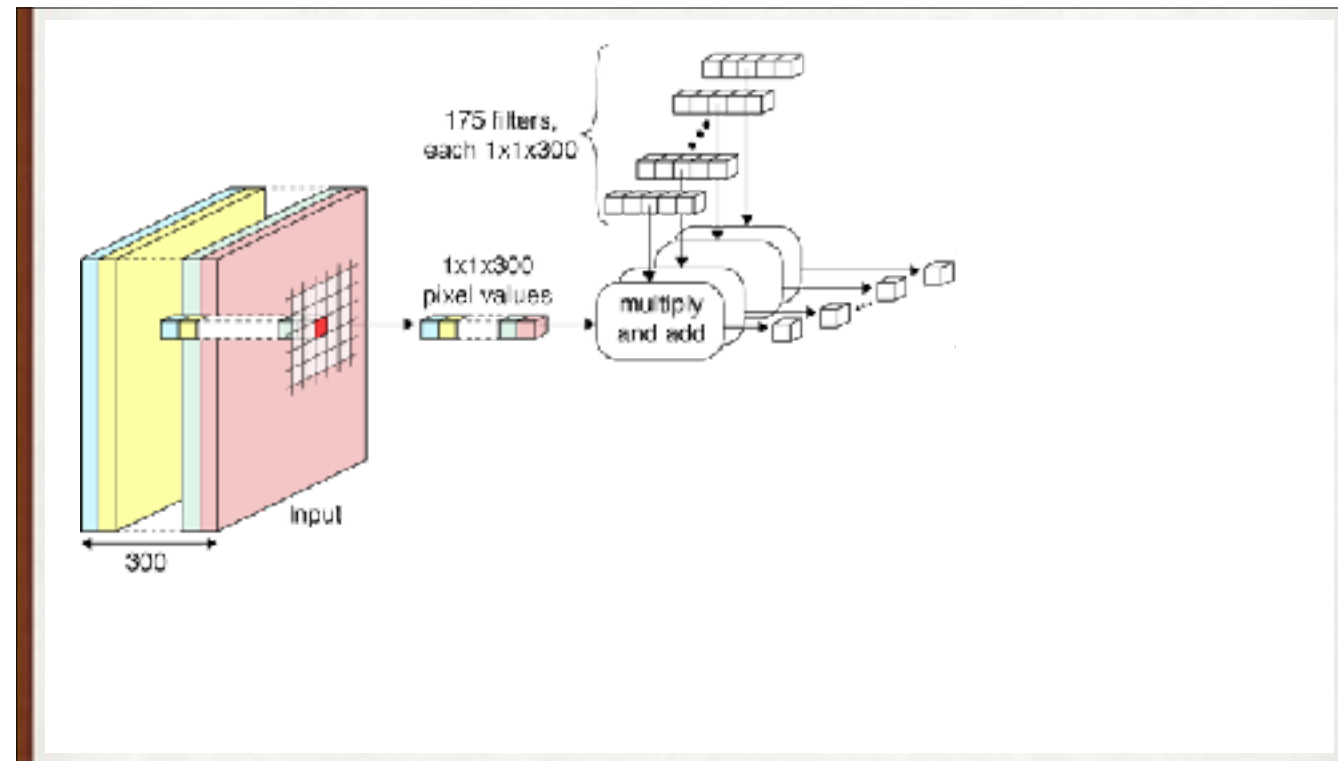 175 filters,
each 1x1x300
1x1x300
pixel values
multiply
and add
Input
300